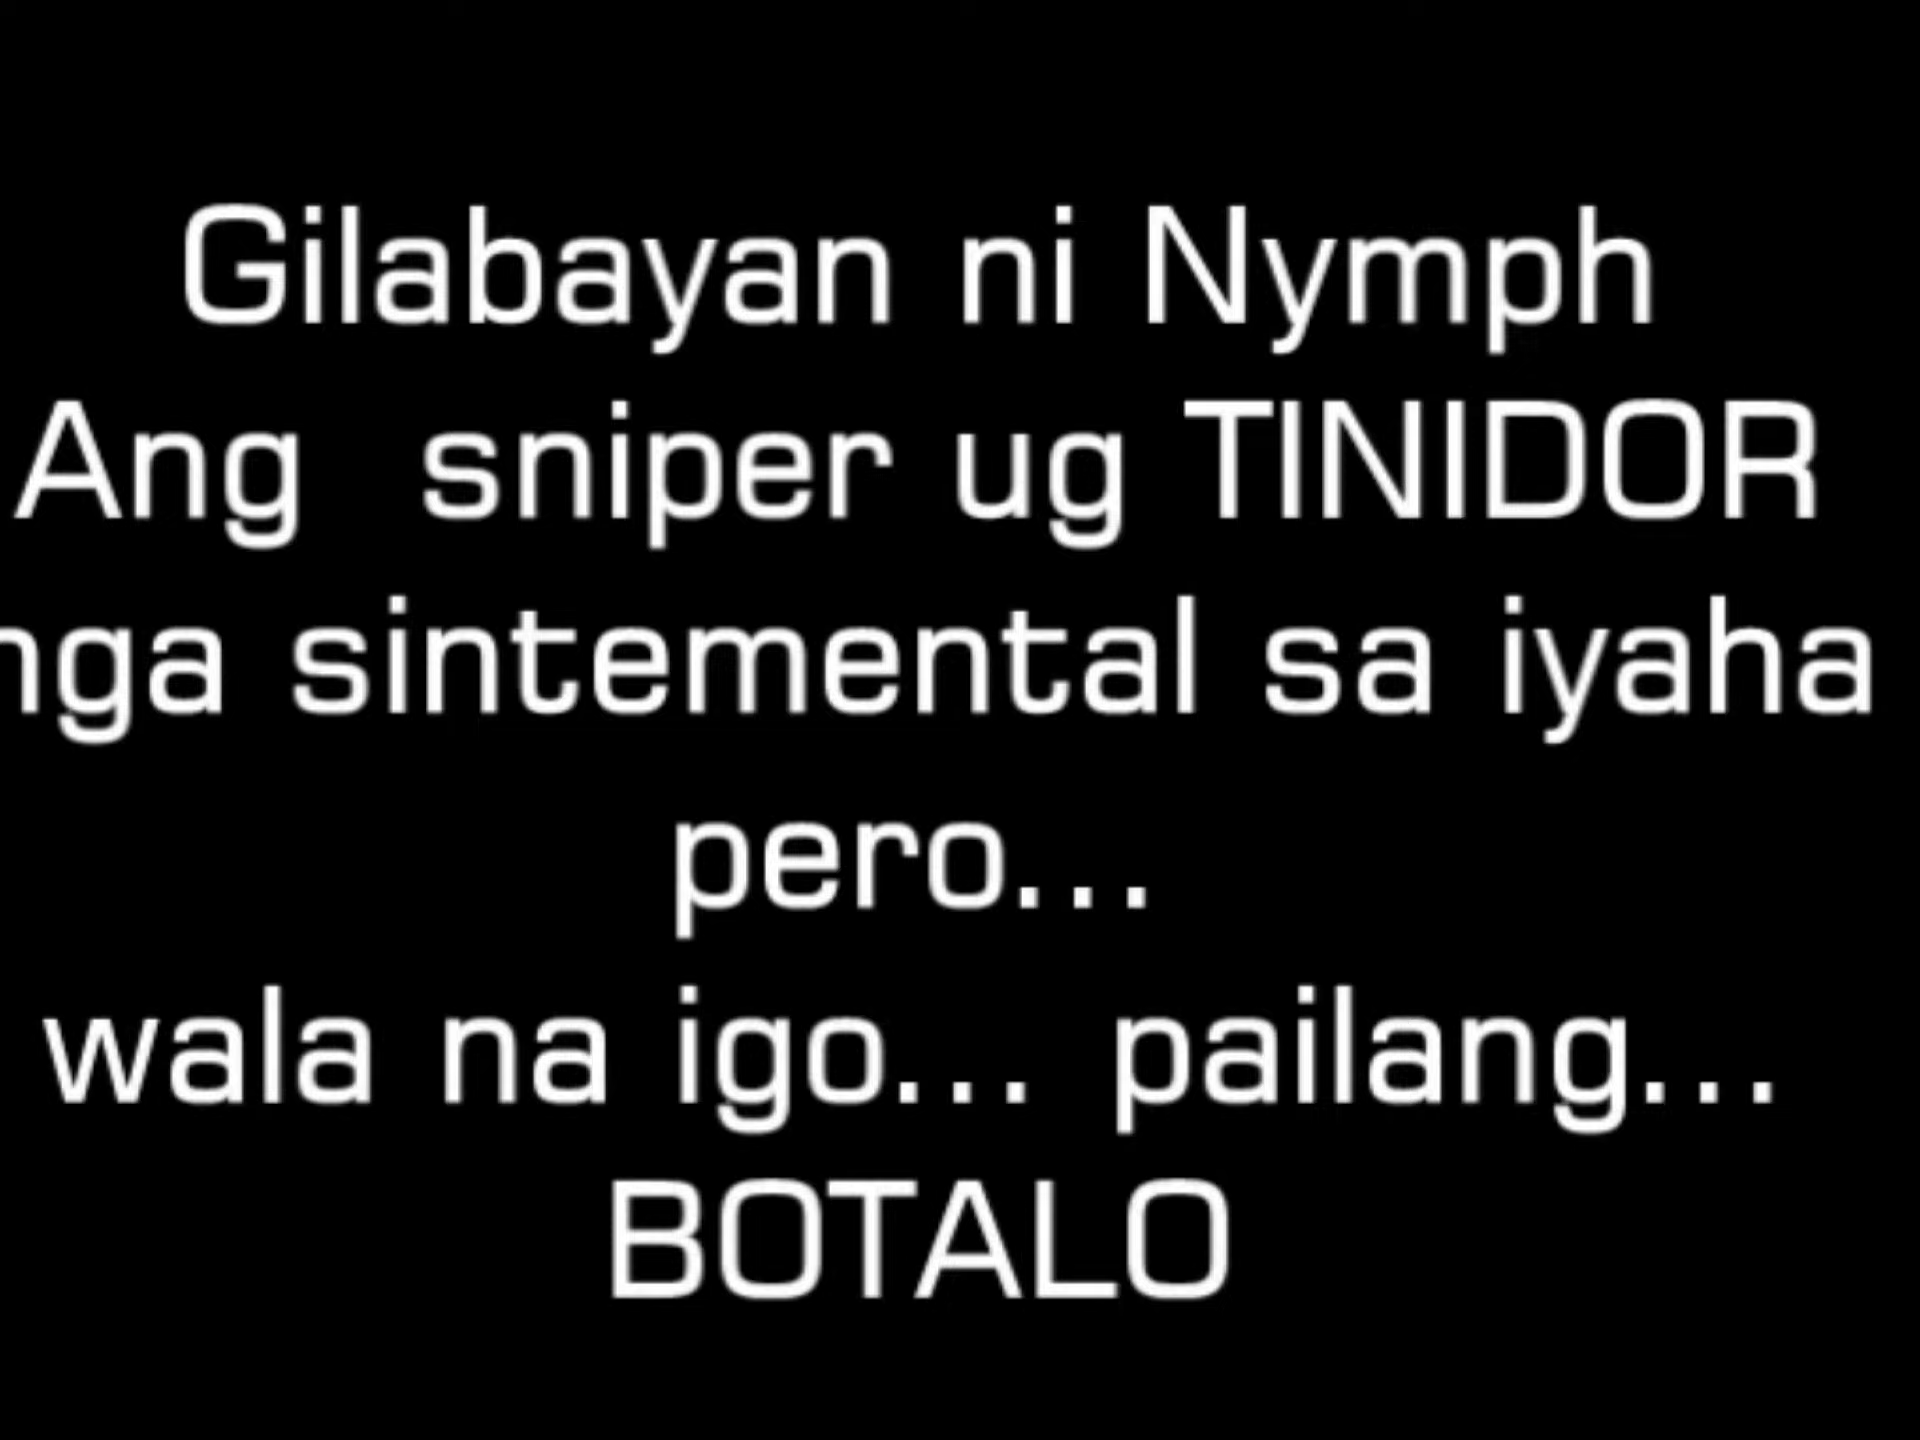 Gilabayan ni Nymph
Ang sniper ug TINIDOR
nga sintemental sa iyaha
pero...
wala na igo... pailang...
BOTALO